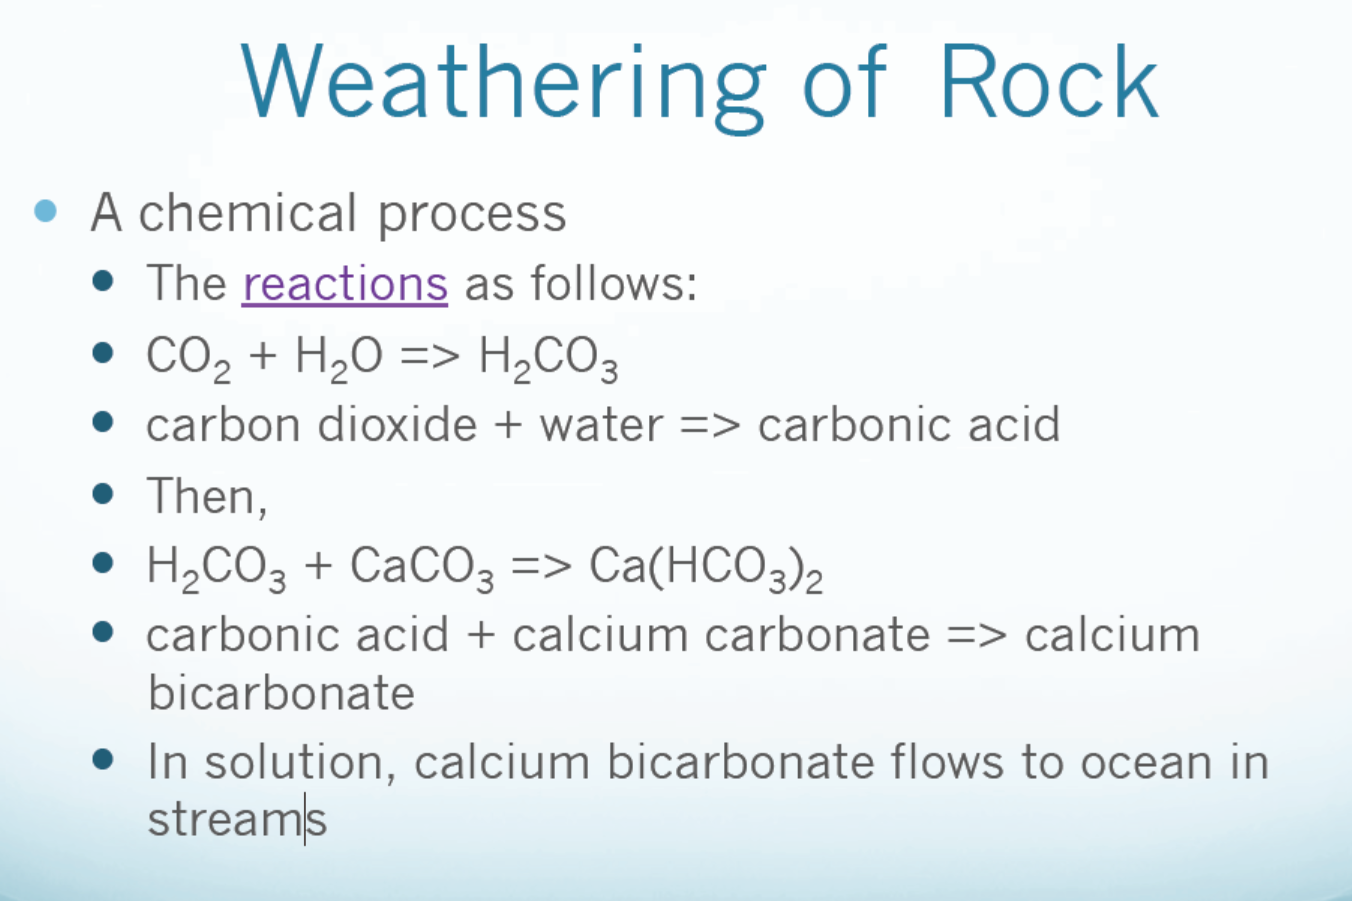 Weathering of Rock
• A chemical process
• The reactions as follows:
• CO₂ + H₂O => H₂CO₃
• carbon dioxide + water => carbonic acid
• Then,
• H₂CO₃ + CaCO₃ => Ca(HCO₃)₂
• carbonic acid + calcium carbonate => calcium
bicarbonate
• In solution, calcium bicarbonate flows to ocean in
streams